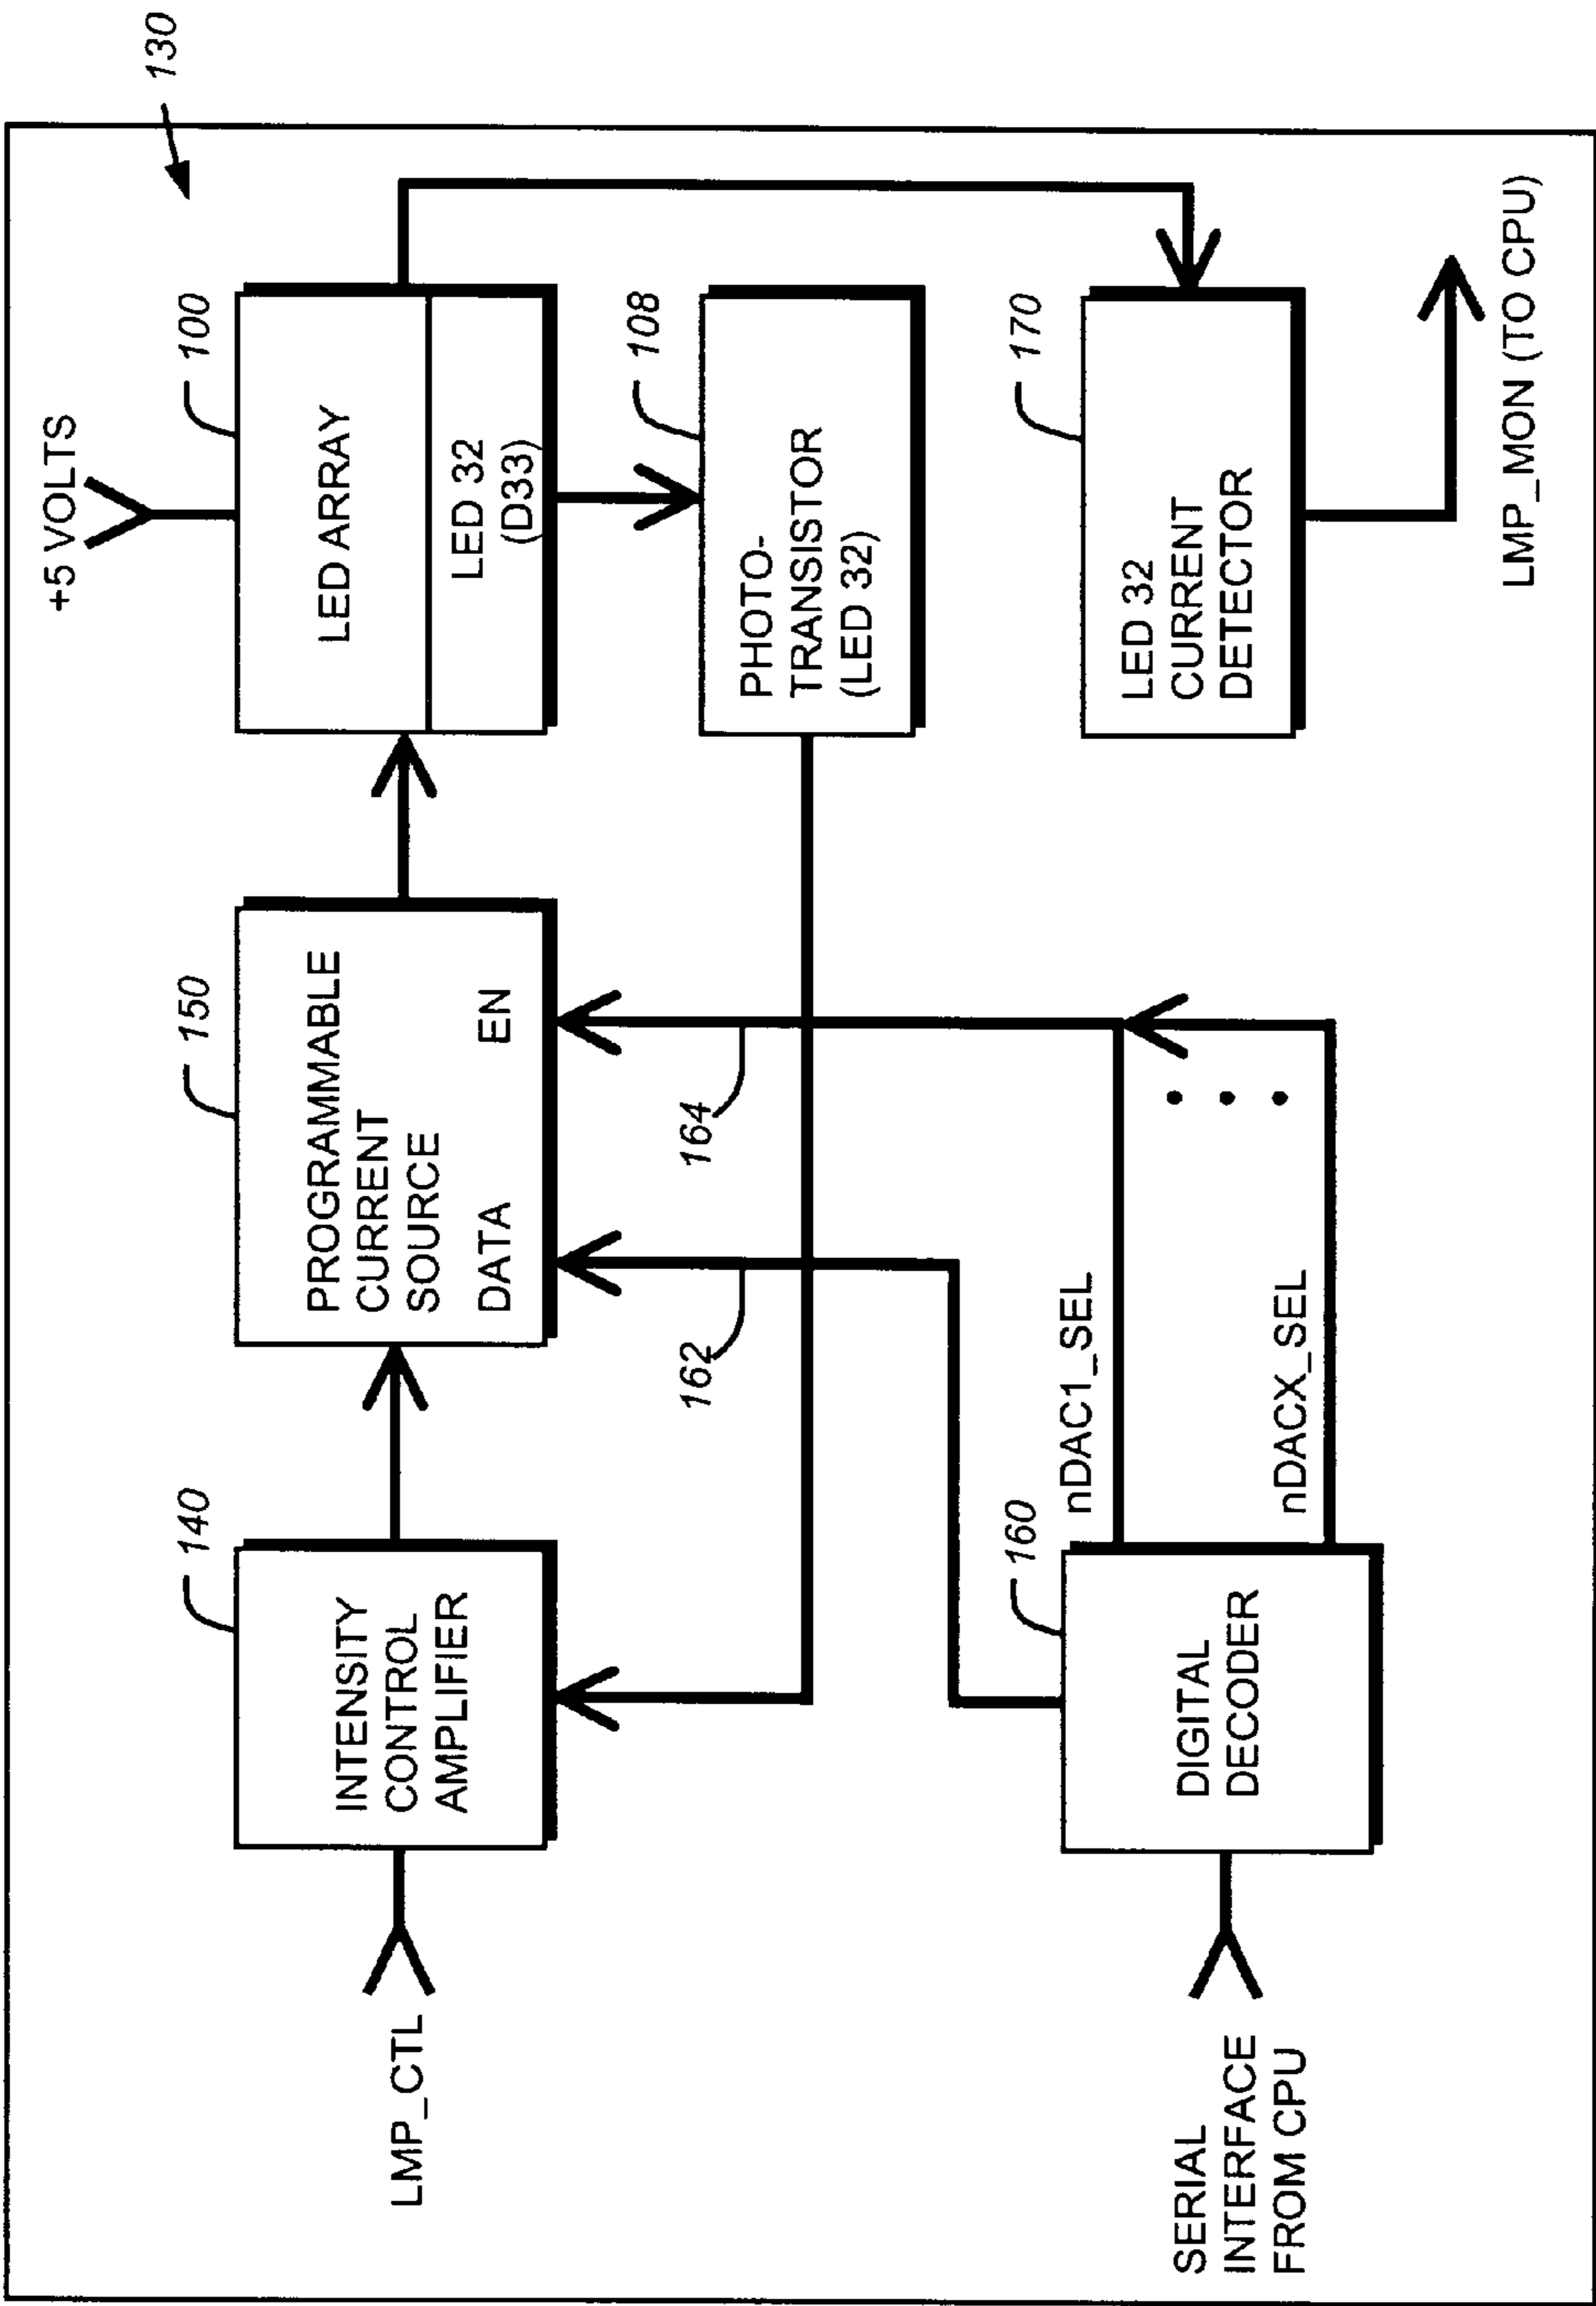 130
+5 VOLTS
140
150
100
LMP_CTL
INTENSITY
CONTROL
AMPLIFIER
PROGRAMMABLE
CURRENT
SOURCE
DATA
EN
LED ARRAY
LED 32
(D33)
162
164
108
PHOTO-
TRANSISTOR
(LED 32)
160
SERIAL
INTERFACE
FROM CPU
DIGITAL
DECODER
nDAC1_SEL
nDACX_SEL
170
LED 32
CURRENT
DETECTOR
LMP_MON (TO CPU)